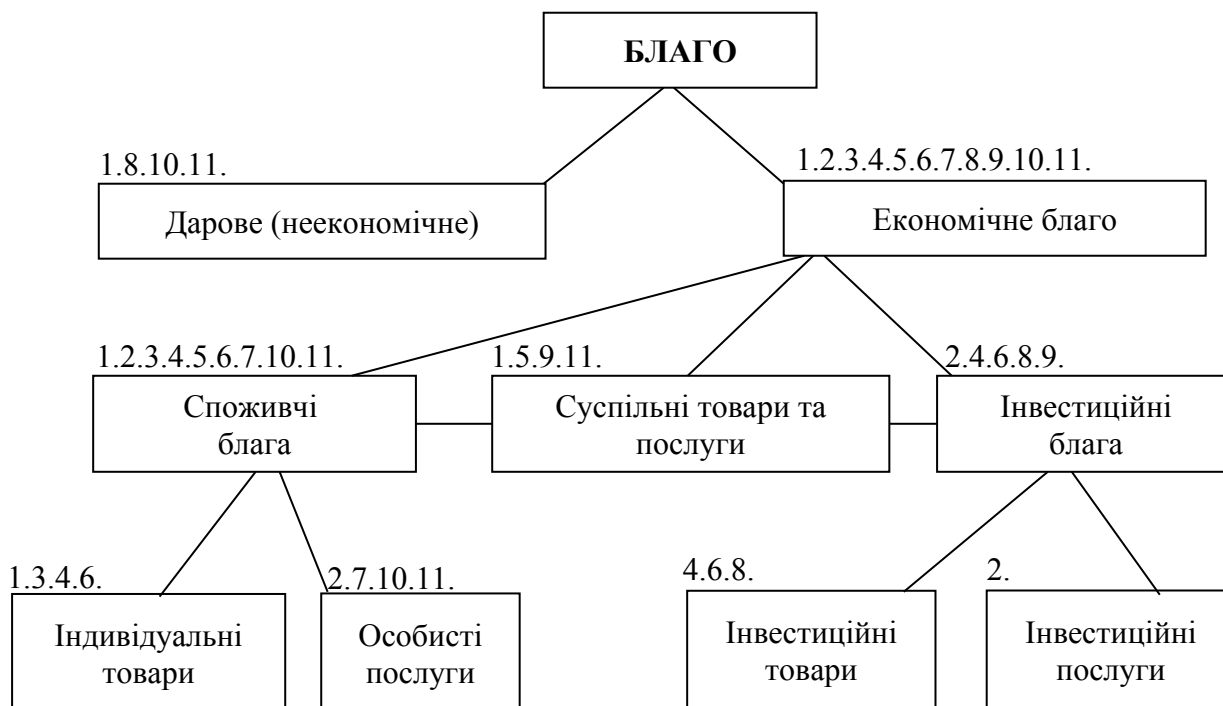 БЛАГО
1.8.10.11.
1.2.3.4.5.6.7.8.9.10.11.
Дарове (неекономічне)
Економічне благо
1.2.3.4.5.6.7.10.11.
1.5.9.11.
2.4.6.8.9.
Споживчі
блага
Суспільні товари та
послуги
Інвестиційні
блага
1.3.4.6.
2.7.10.11.
4.6.8.
2.
Індивідуальні
товари
Особисті
послуги
Інвестиційні
товари
Інвестиційні
послуги